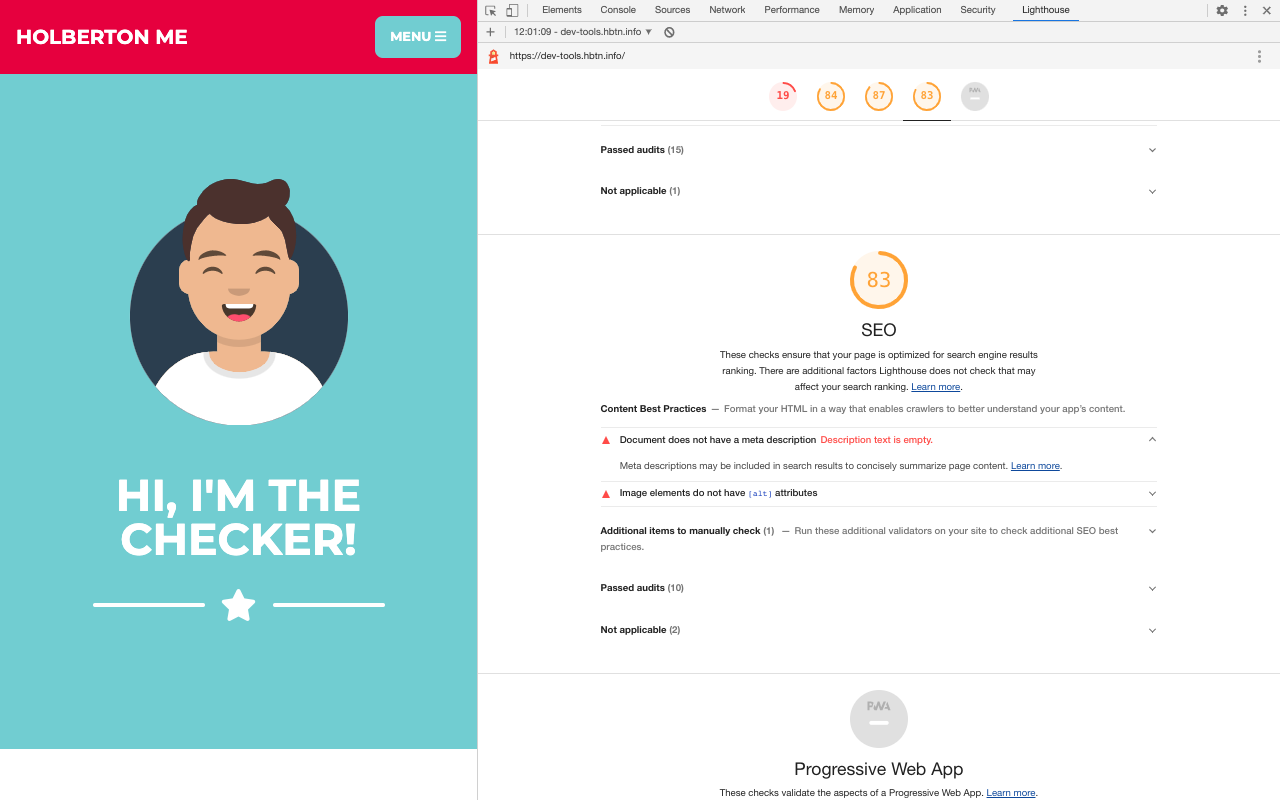 HOLBERTON ME
MENU ☰
HI, I'M THE
CHECKER!
Elements Console Sources Network Performance Memory Application Security Lighthouse
12:01:09 - dev-tools.hbtn.info ▼
https://dev-tools.hbtn.info/
19 84 87 83 PWA
Passed audits (15)
Not applicable (1)
83
SEO
These checks ensure that your page is optimized for search engine results
ranking. There are additional factors Lighthouse does not check that may
affect your search ranking. Learn more.
Content Best Practices — Format your HTML in a way that enables crawlers to better understand your app's content.
Document does not have a meta description Description text is empty.
Meta descriptions may be included in search results to concisely summarize page content. Learn more.
Image elements do not have [alt] attributes
Additional items to manually check (1) — Run these additional validators on your site to check additional SEO best
practices.
Passed audits (10)
Not applicable (2)
PWA
Progressive Web App
These checks validate the aspects of a Progressive Web App. Learn more.